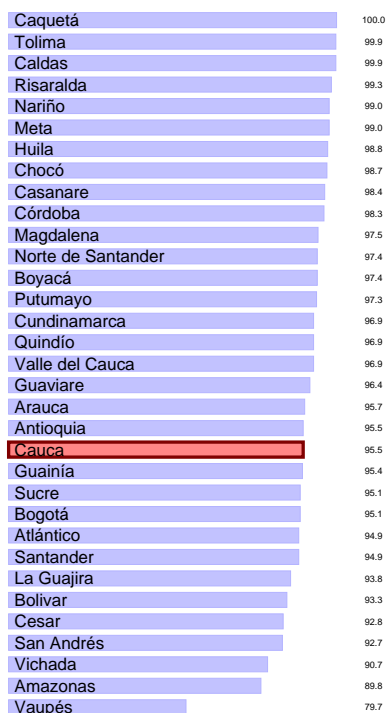 Caquetá 100.0
Tolima 99.9
Caldas 99.9
Risaralda 99.3
Nariño 99.0
Meta 99.0
Huila 98.8
Chocó 98.7
Casanare 98.4
Córdoba 98.3
Magdalena 97.5
Norte de Santander 97.4
Boyacá 97.4
Putumayo 97.3
Cundinamarca 96.9
Quindío 96.9
Valle del Cauca 96.9
Guaviare 96.4
Arauca 95.7
Antioquia 95.5
Cauca 95.5
Guainía 95.4
Sucre 95.1
Bogotá 95.1
Atlántico 94.9
Santander 94.9
La Guajira 93.8
Bolivar 93.3
Cesar 92.8
San Andrés 92.7
Vichada 90.7
Amazonas 89.8
Vaupés 79.7